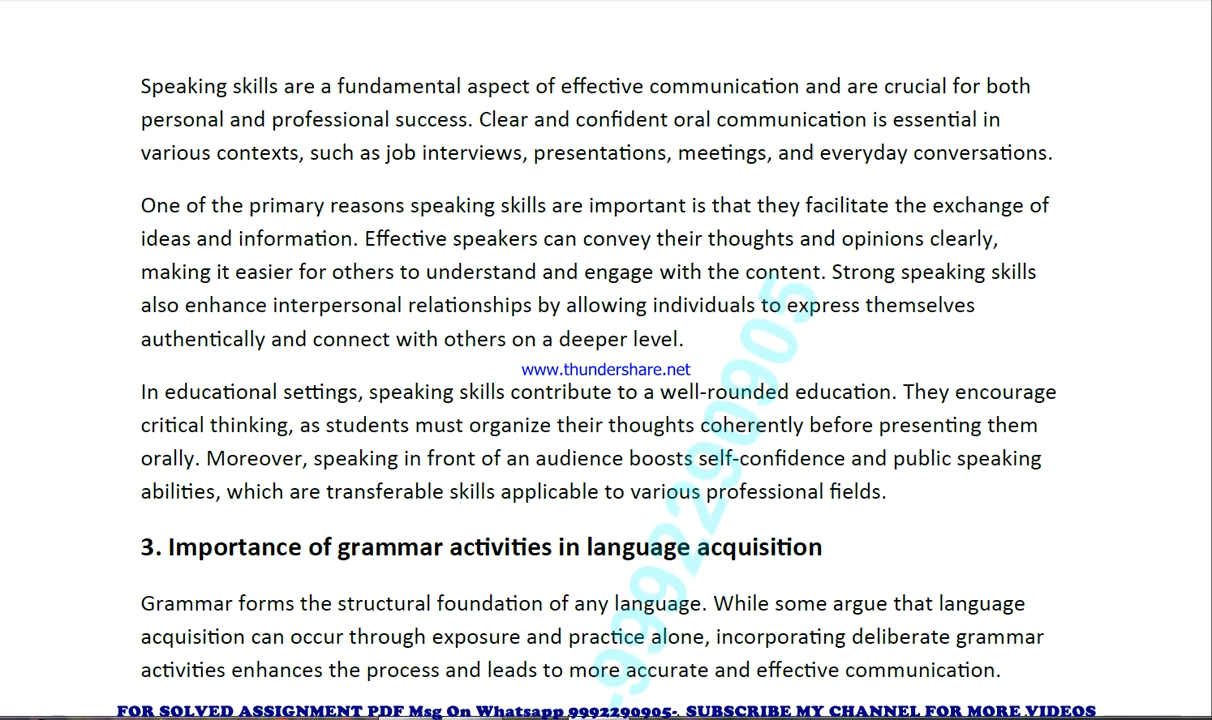 Speaking skills are a fundamental aspect of effective communication and are crucial for both
personal and professional success. Clear and confident oral communication is essential in
various contexts, such as job interviews, presentations, meetings, and everyday conversations.
One of the primary reasons speaking skills are important is that they facilitate the exchange of
ideas and information. Effective speakers can convey their thoughts and opinions clearly,
making it easier for others to understand and engage with the content. Strong speaking skills
also enhance interpersonal relationships by allowing individuals to express themselves
authentically and connect with others on a deeper level.
www.thundershare.net
In educational settings, speaking skills contribute to a well-rounded education. They encourage
critical thinking, as students must organize their thoughts coherently before presenting them
orally. Moreover, speaking in front of an audience boosts self-confidence and public speaking
abilities, which are transferable skills applicable to various professional fields.
3. Importance of grammar activities in language acquisition
Grammar forms the structural foundation of any language. While some argue that language
acquisition can occur through exposure and practice alone, incorporating deliberate grammar
activities enhances the process and leads to more accurate and effective communication.
-9992290905
FOR SOLVED ASSIGNMENT PDF Msg On Whatsapp 9992290905-. SUBSCRIBE MY CHANNEL FOR MORE VIDEOS